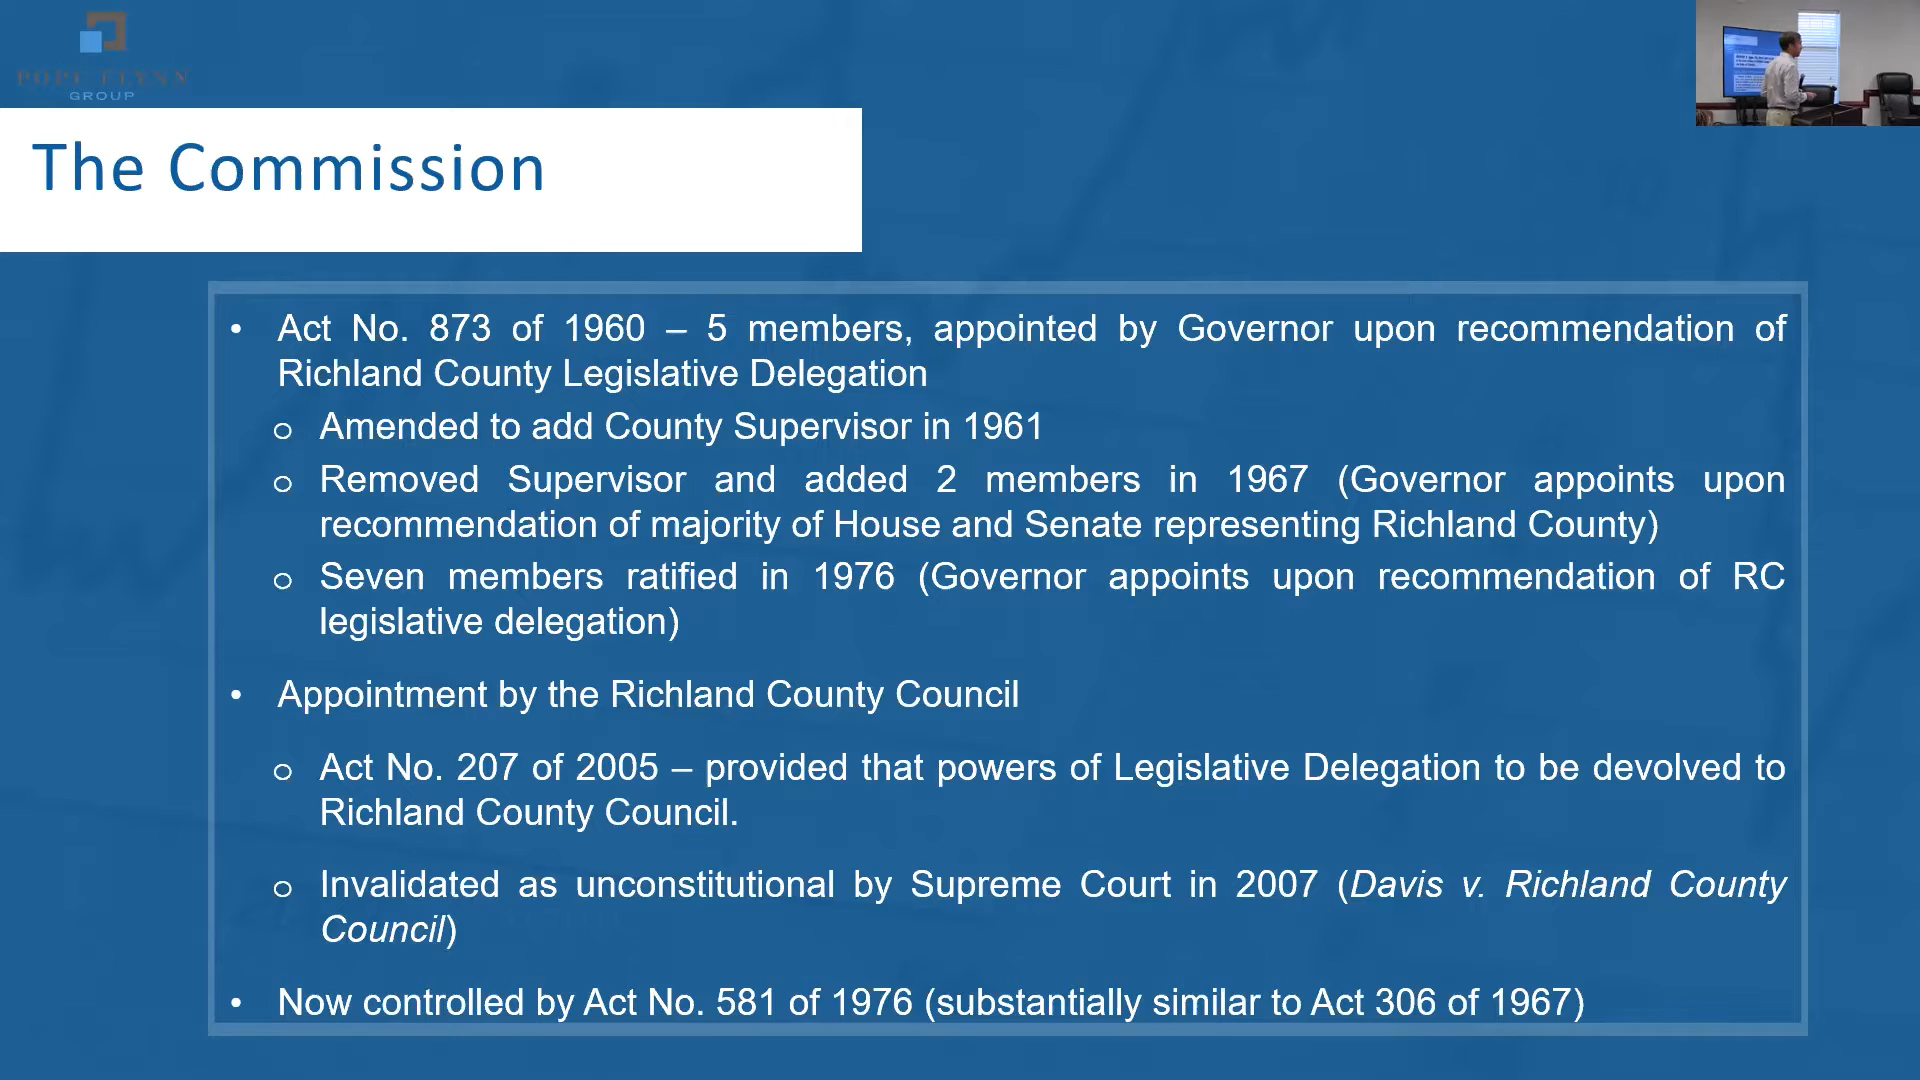 POPE FLYNN
GROUP
The Commission
• Act No. 873 of 1960 – 5 members, appointed by Governor upon recommendation of
Richland County Legislative Delegation
o Amended to add County Supervisor in 1961
o Removed Supervisor and added 2 members in 1967 (Governor appoints upon
recommendation of majority of House and Senate representing Richland County)
o Seven members ratified in 1976 (Governor appoints upon recommendation of RC
legislative delegation)
• Appointment by the Richland County Council
o Act No. 207 of 2005 – provided that powers of Legislative Delegation to be devolved to
Richland County Council.
o Invalidated as unconstitutional by Supreme Court in 2007 (Davis v. Richland County
Council)
• Now controlled by Act No. 581 of 1976 (substantially similar to Act 306 of 1967)